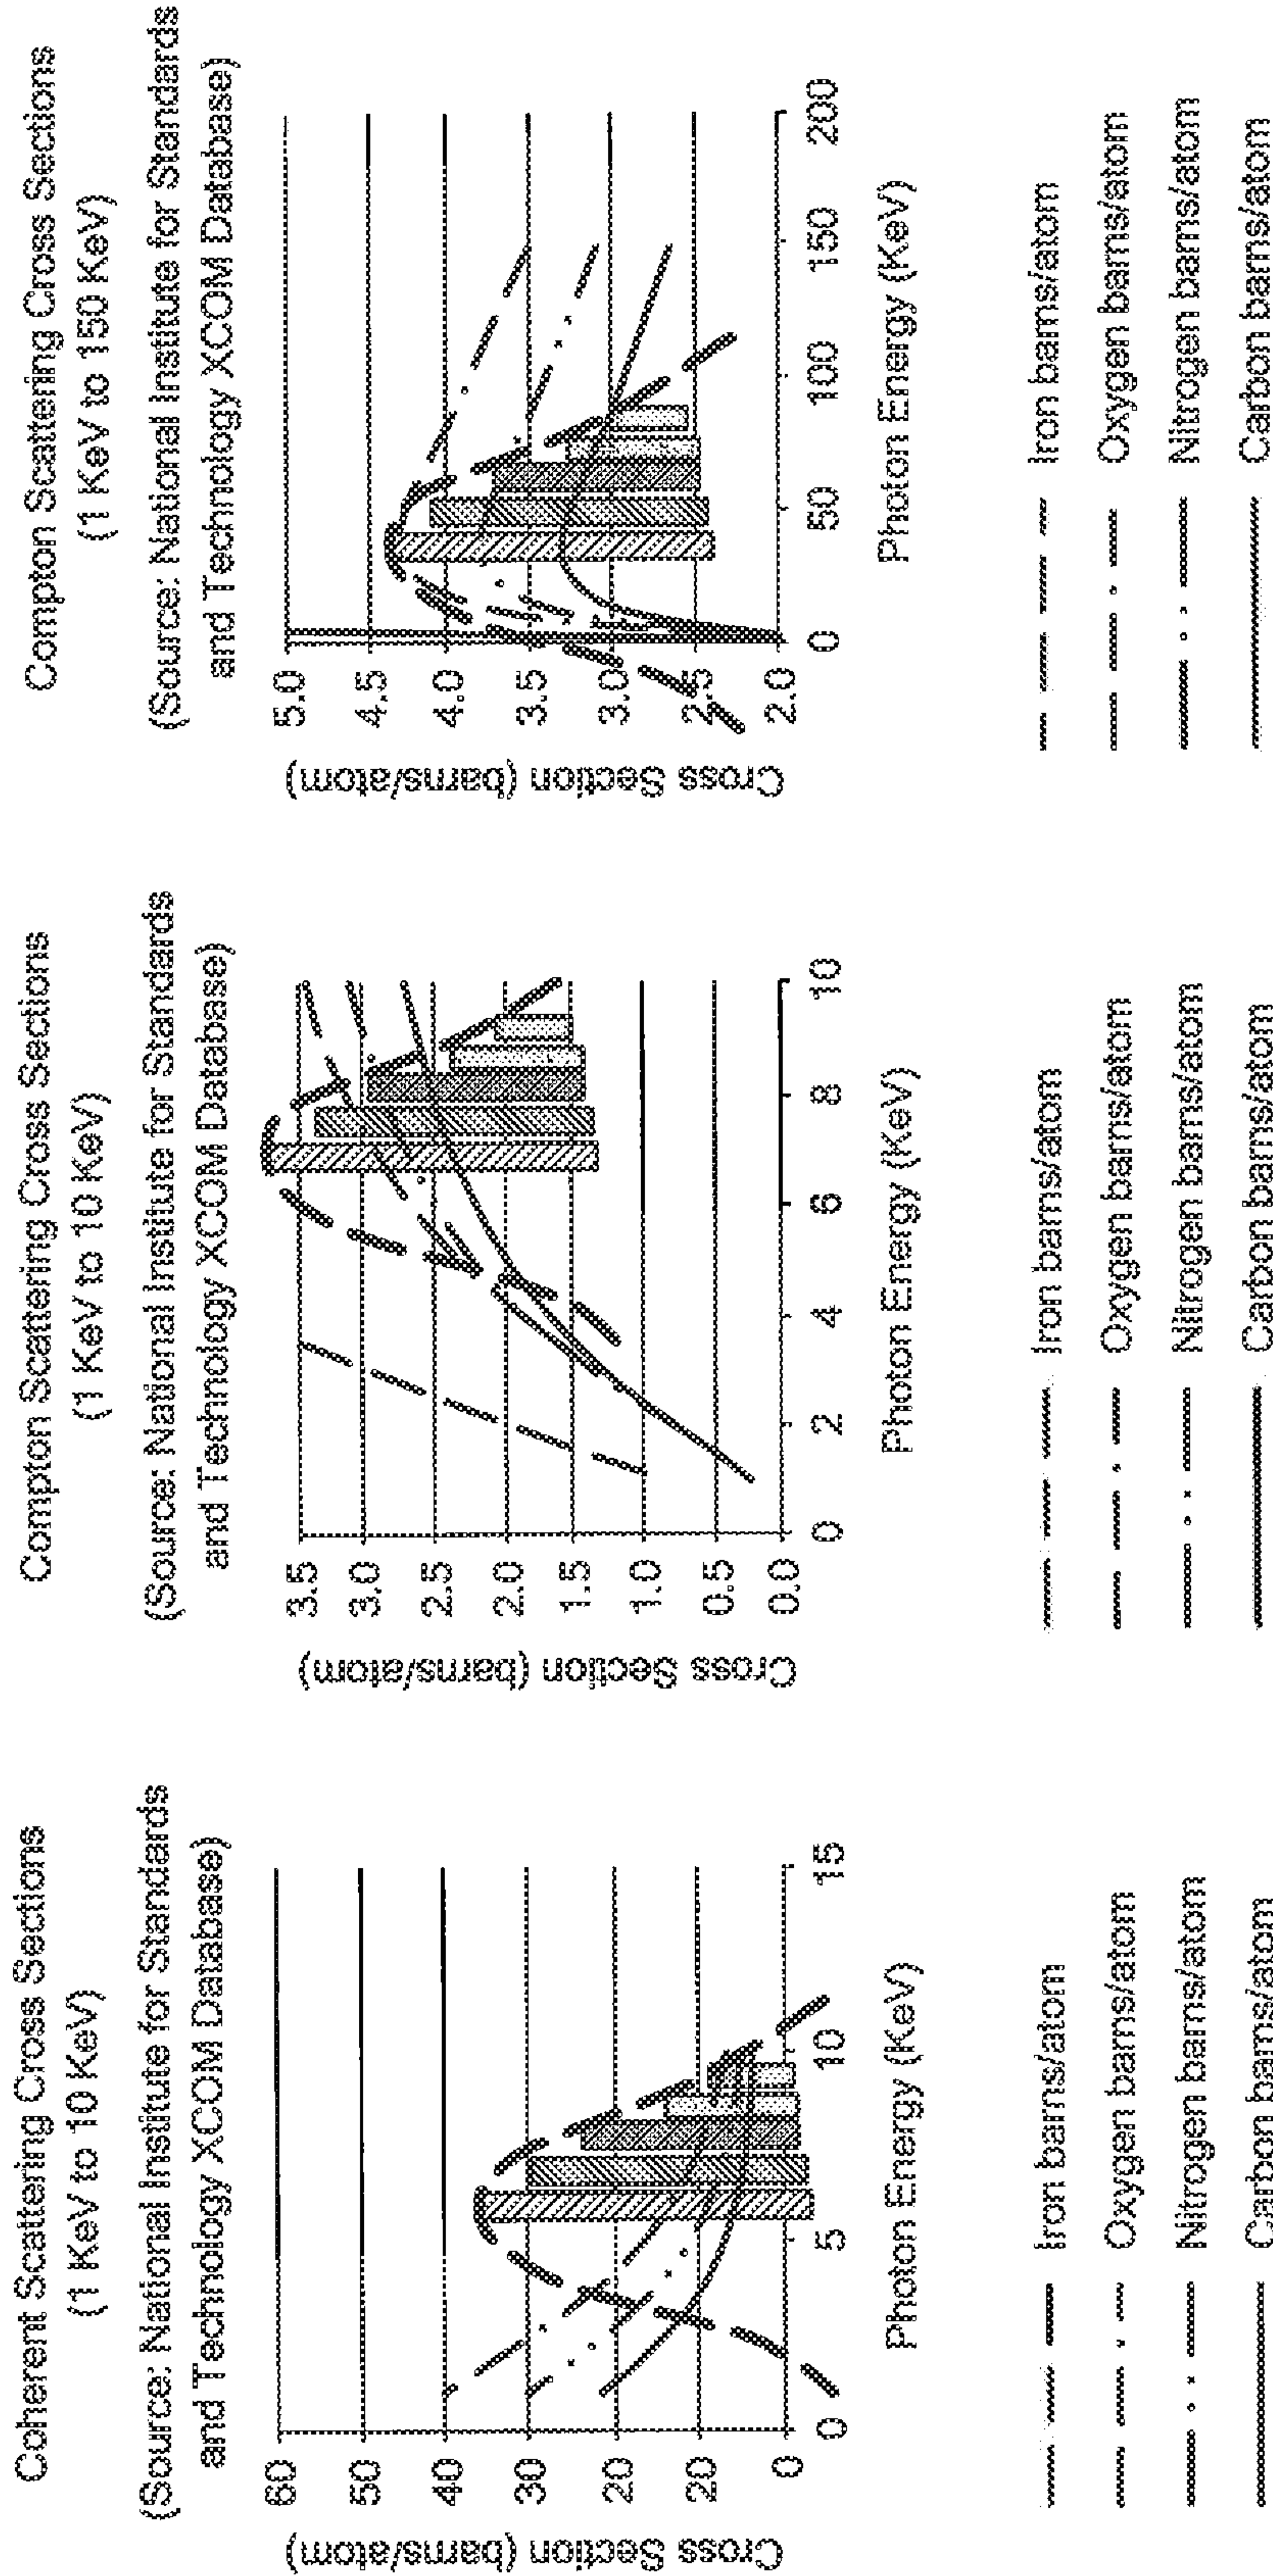 Coherent Scattering Cross Sections
(1 KeV to 10 KeV)
(Source: National Institute for Standards
and Technology XCOM Database)
Cross Section (barns/atom)
60
50
40
30
20
20
0
0 5 10 15
Photon Energy (KeV)
Iron barns/atom
Oxygen barns/atom
Nitrogen barns/atom
Carbon barns/atom
Compton Scattering Cross Sections
(1 KeV to 10 KeV)
(Source: National Institute for Standards
and Technology XCOM Database)
Cross Section (barns/atom)
3.5
3.0
2.5
2.0
1.5
1.0
0.5
0.0
0 2 4 6 8 10
Photon Energy (KeV)
Iron barns/atom
Oxygen barns/atom
Nitrogen barns/atom
Carbon barns/atom
Compton Scattering Cross Sections
(1 KeV to 150 KeV)
(Source: National Institute for Standards
and Technology XCOM Database)
Cross Section (barns/atom)
5.0
4.5
4.0
3.5
3.0
2.5
2.0
0 50 100 150 200
Photon Energy (KeV)
Iron barns/atom
Oxygen barns/atom
Nitrogen barns/atom
Carbon barns/atom